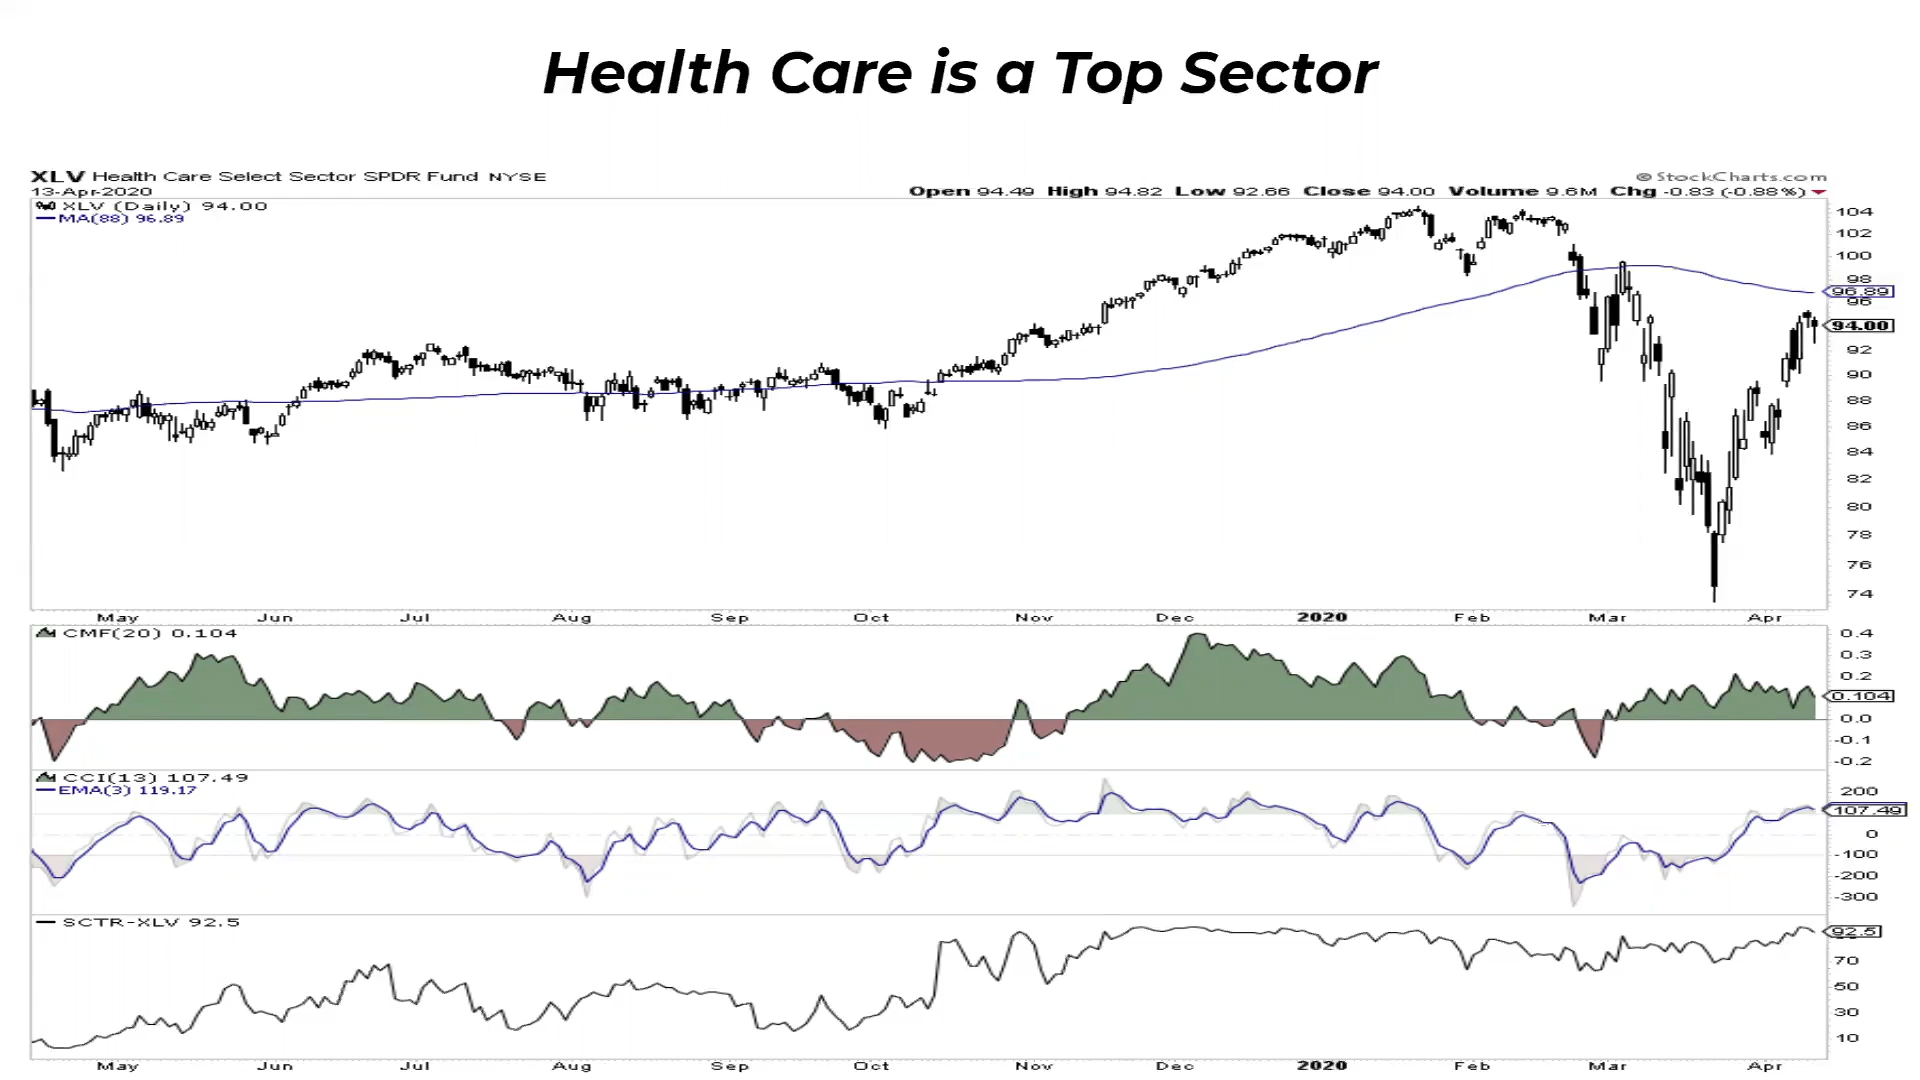 Health Care is a Top Sector
XLV Health Care Select Sector SPDR Fund NYSE
© StockCharts.com
13-Apr-2020
Open 94.49 High 94.82 Low 92.66 Close 94.00 Volume 9.6M Chg -0.83 (-0.88%)
XLV (Daily) 94.00
MA(88) 96.89
104
102
100
98
96.89
96
94.00
92
90
88
86
84
82
80
78
76
74
May Jun Jul Aug Sep Oct Nov Dec 2020 Feb Mar Apr
CMF(20) 0.104
0.4
0.3
0.2
0.104
0.0
-0.1
-0.2
CCI(13) 107.49
EMA(3) 119.17
200
107.49
0
-100
-200
-300
SCTR-XLV 92.5
92.5
70
50
30
10
May Jun Jul Aug Sep Oct Nov Dec 2020 Feb Mar Apr